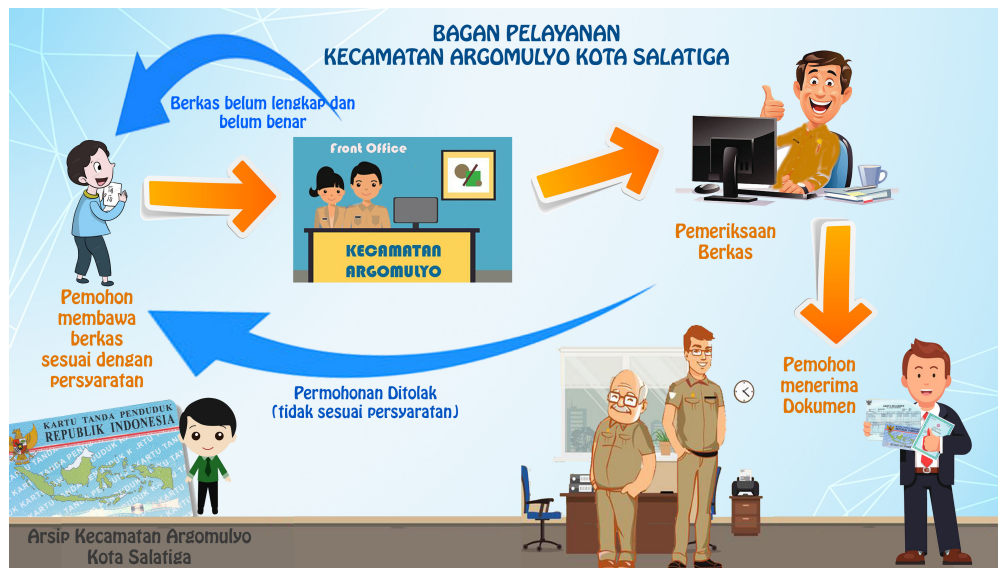 BAGAN PELAYANAN
KECAMATAN ARGOMULYO KOTA SALATIGA
Berkas belum lengkap dan
belum benar
Front Office
KECAMATAN
ARGOMULYO
Pemeriksaan
Berkas
Pemohon
membawa
berkas
sesuai dengan
persyaratan
Permohonan Ditolak
(tidak sesuai persyaratan)
Pemohon
menerima
Dokumen
KARTU TANDA PENDUDUK
REPUBLIK INDONESIA
Arsip Kecamatan Argomulyo
Kota Salatiga